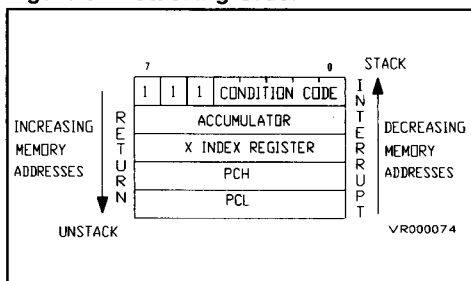 7 0 STACK
1 1 1 CONDITION CODE
ACCUMULATOR
X INDEX REGISTER
PCH
PCL
INCREASING
MEMORY
ADDRESSES
RETURN
INTERRUPT
DECREASING
MEMORY
ADDRESSES
UNSTACK
VR000074